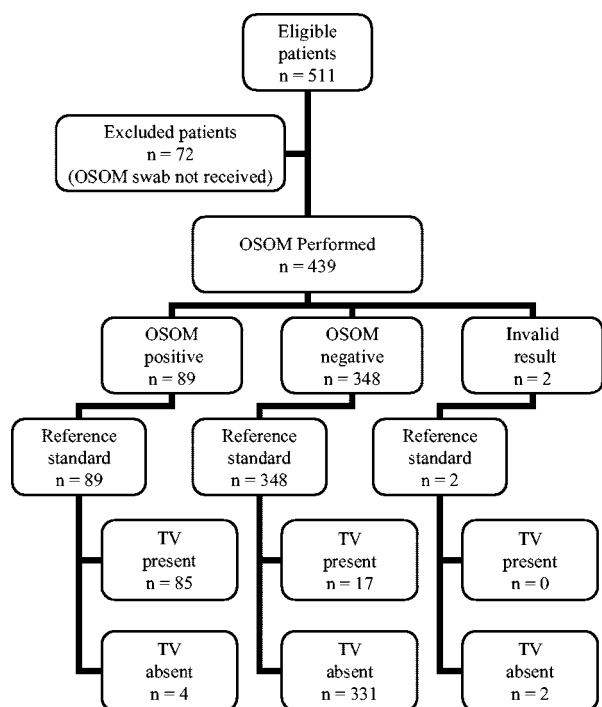 Eligible
patients
n = 511
Excluded patients
n = 72
(OSOM swab not received)
OSOM Performed
n = 439
OSOM
positive
n = 89
OSOM
negative
n = 348
Invalid
result
n = 2
Reference
standard
n = 89
Reference
standard
n = 348
Reference
standard
n = 2
TV
present
n = 85
TV
present
n = 17
TV
present
n = 0
TV
absent
n = 4
TV
absent
n = 331
TV
absent
n = 2